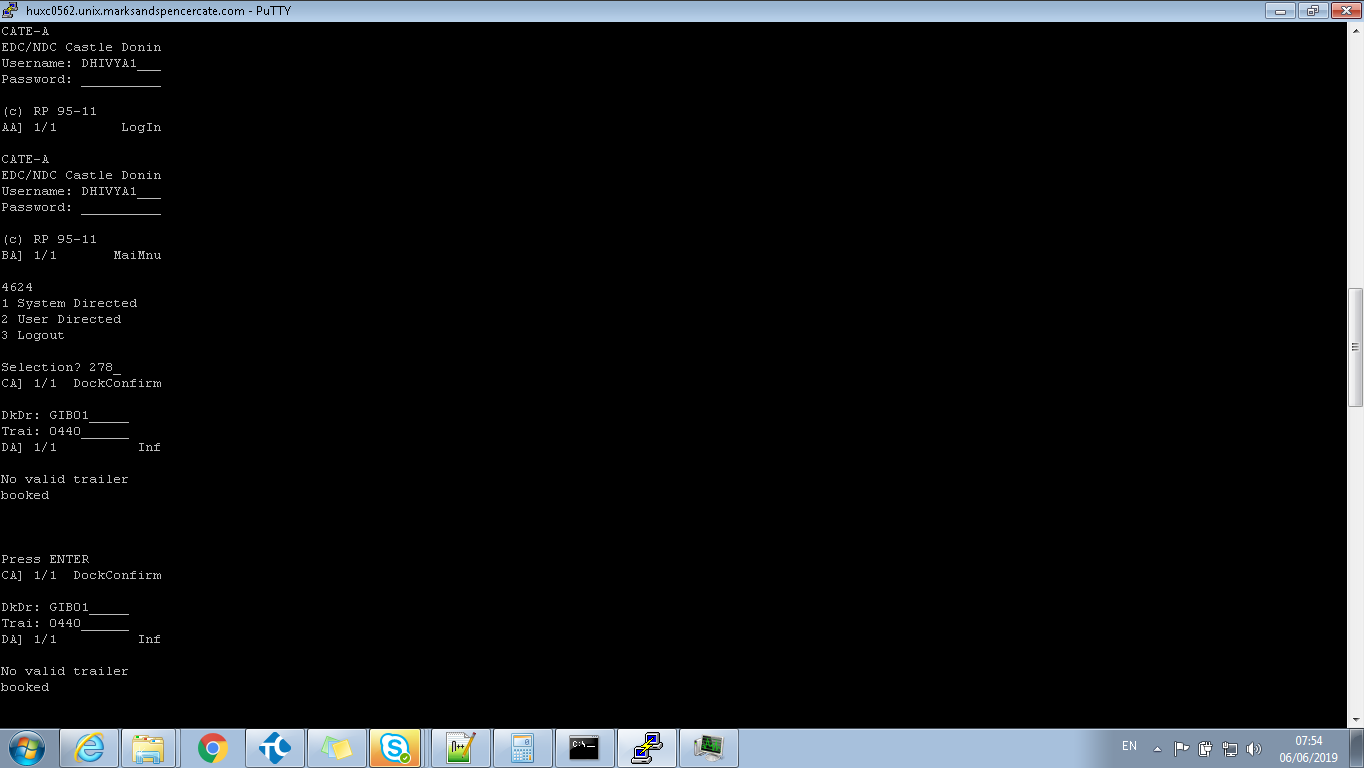 huxc0562.unix.marksandspencercate.com - PuTTY
CATE-A
EDC/NDC Castle Donin
Username: DHIVYA1___
Password: __________
(c) RP 95-11
AA] 1/1        LogIn
CATE-A
EDC/NDC Castle Donin
Username: DHIVYA1___
Password: __________
(c) RP 95-11
BA] 1/1       MaiMnu
4624
1 System Directed
2 User Directed
3 Logout
Selection? 278_
CA] 1/1  DockConfirm
DkDr: GIB01_____
Trai: 0440______
DA] 1/1          Inf
No valid trailer
booked
Press ENTER
CA] 1/1  DockConfirm
DkDr: GIB01_____
Trai: 0440______
DA] 1/1          Inf
No valid trailer
booked
C:\_
EN
07:54
06/06/2019